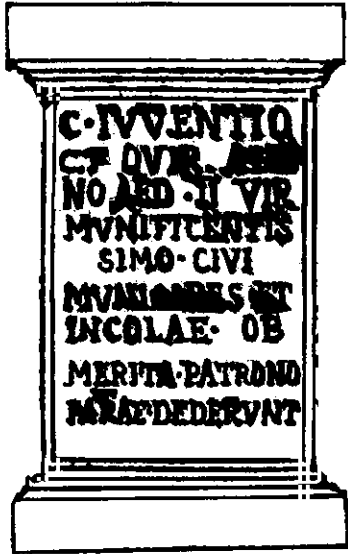 C·IVVENTIO
C·F QVIR
NO AED·II VIR
MVNIFICENTIS
SIMO·CIVI
MVNICIPES ET
INCOLAE· OB
MERITA·PATRONO
DEDERVNT